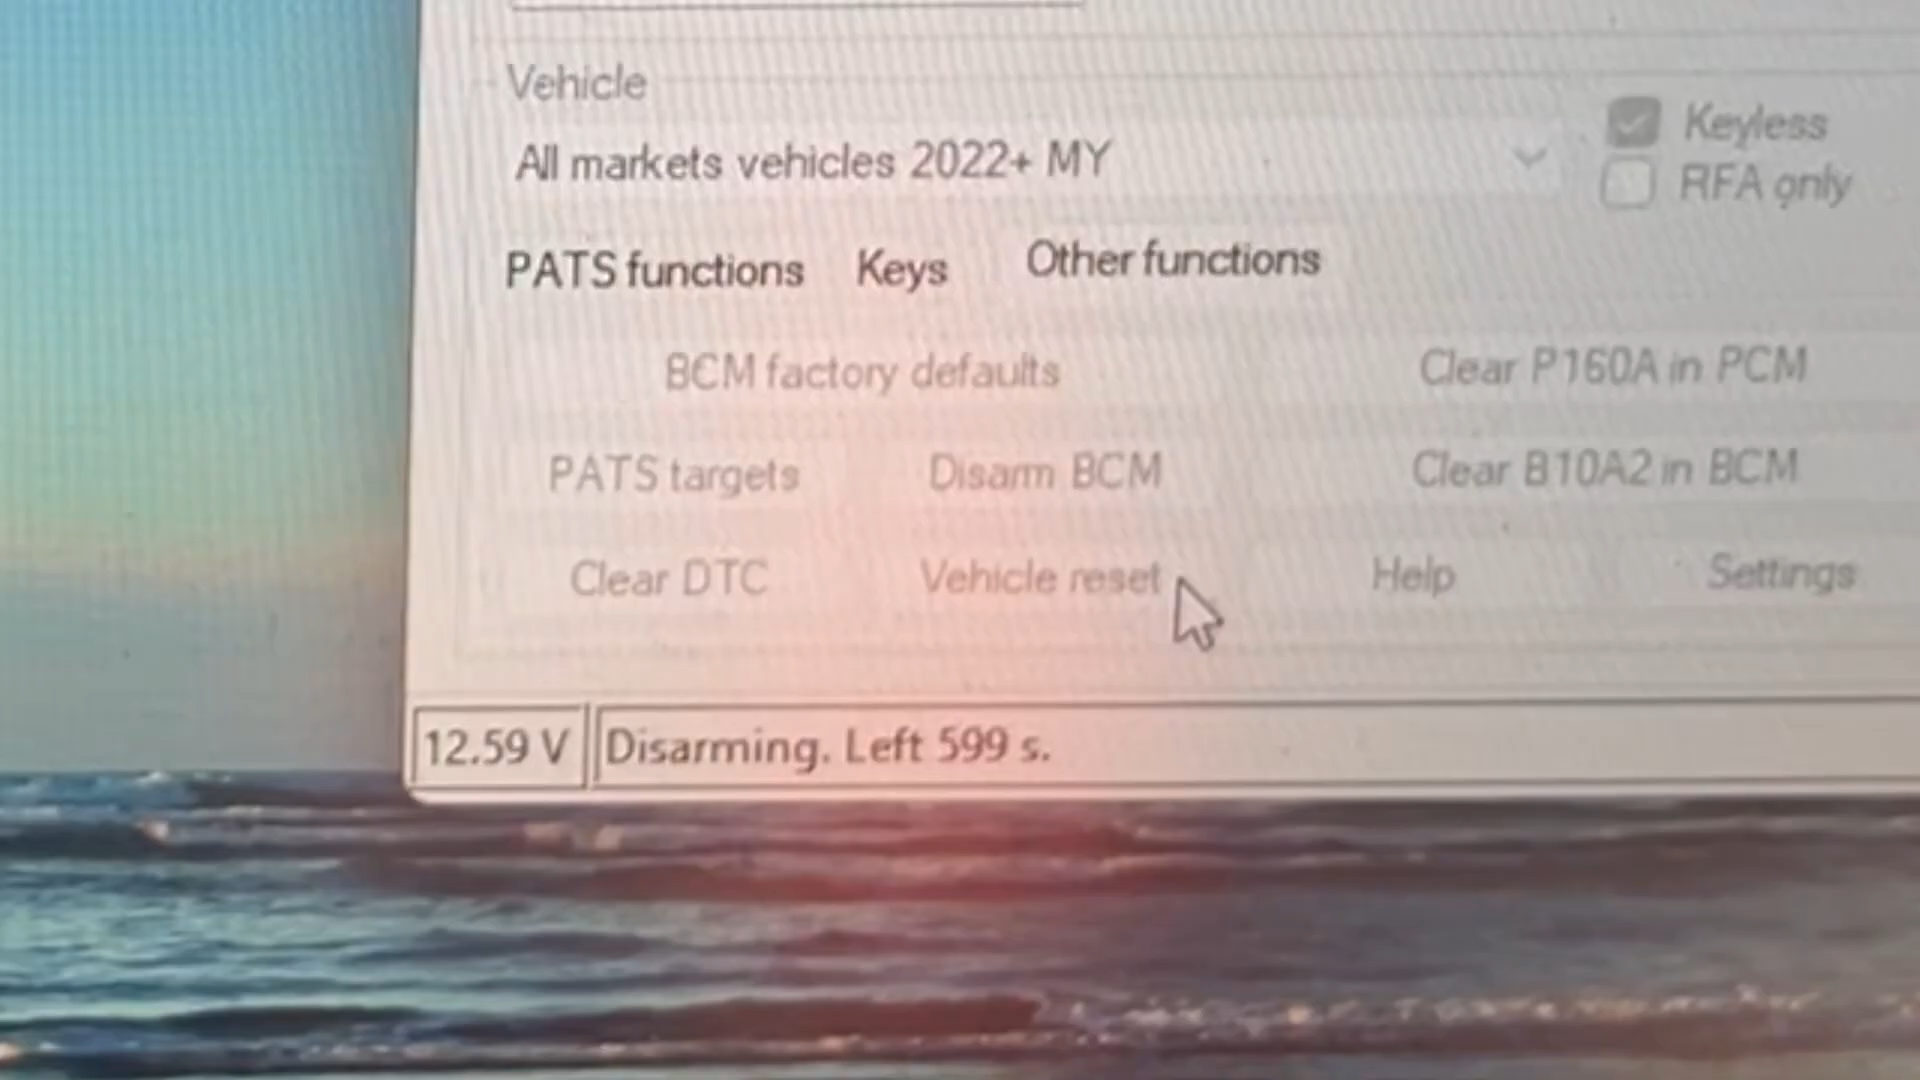 Vehicle
All markets vehicles 2022+ MY
Keyless
RFA only
PATS functions Keys Other functions
BCM factory defaults Clear P160A in PCM
PATS targets Disarm BCM Clear B10A2 in BCM
Clear DTC Vehicle reset Help Settings
12.59 V Disarming. Left 599 s.